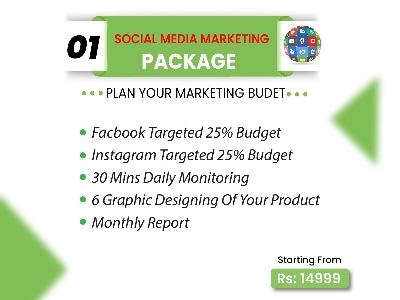 01
SOCIAL MEDIA MARKETING
PACKAGE
PLAN YOUR MARKETING BUDET
Facbook Targeted 25% Budget
Instagram Targeted 25% Budget
30 Mins Daily Monitoring
6 Graphic Designing Of Your Product
Monthly Report
Starting From
Rs: 14999